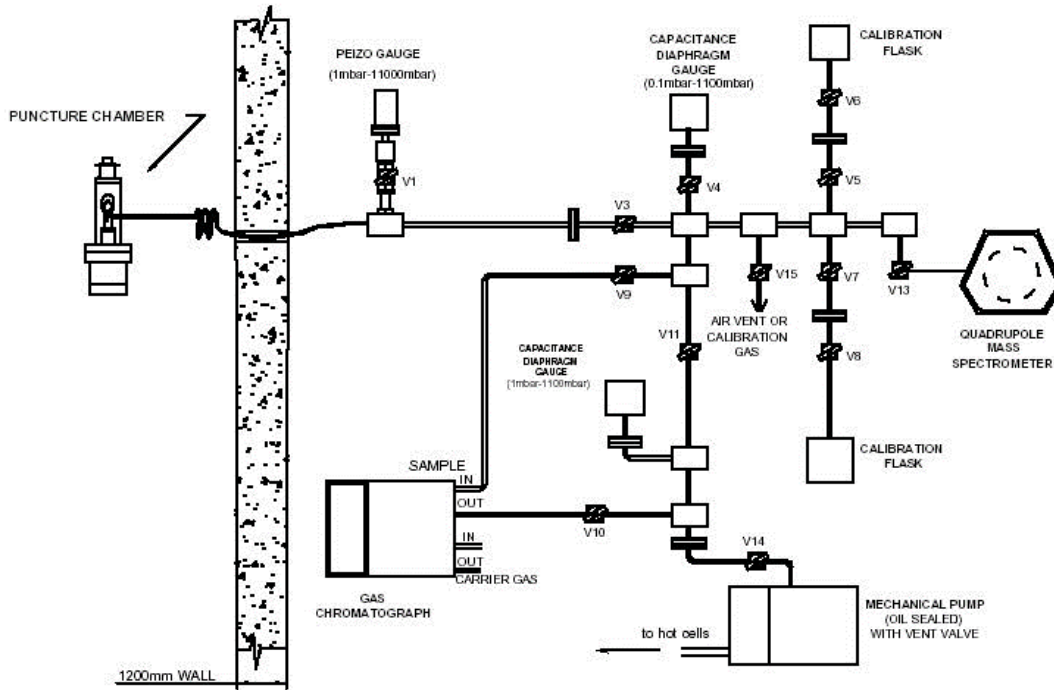 PEIZO GAUGE
(1mbar-11000mbar)
CAPACITANCE
DIAPHRAGM
GAUGE
(0.1mbar-1100mbar)
CALIBRATION
FLASK
PUNCTURE CHAMBER
V6
V1
V4
V5
V3
V9
V15
V7
V13
AIR VENT OR
CALIBRATION
GAS
V11
CAPACITANCE
DIAPHRAGN
GAUGE
(1mbar-1100mbar)
V8
QUADRUPOLE
MASS
SPECTROMETER
CALIBRATION
FLASK
SAMPLE
IN
OUT
IN
OUT
CARRIER GAS
V10
V14
GAS
CHROMATOGRAPH
MECHANICAL PUMP
(OIL SEALED)
WITH VENT VALVE
to hot cells
1200mm WALL